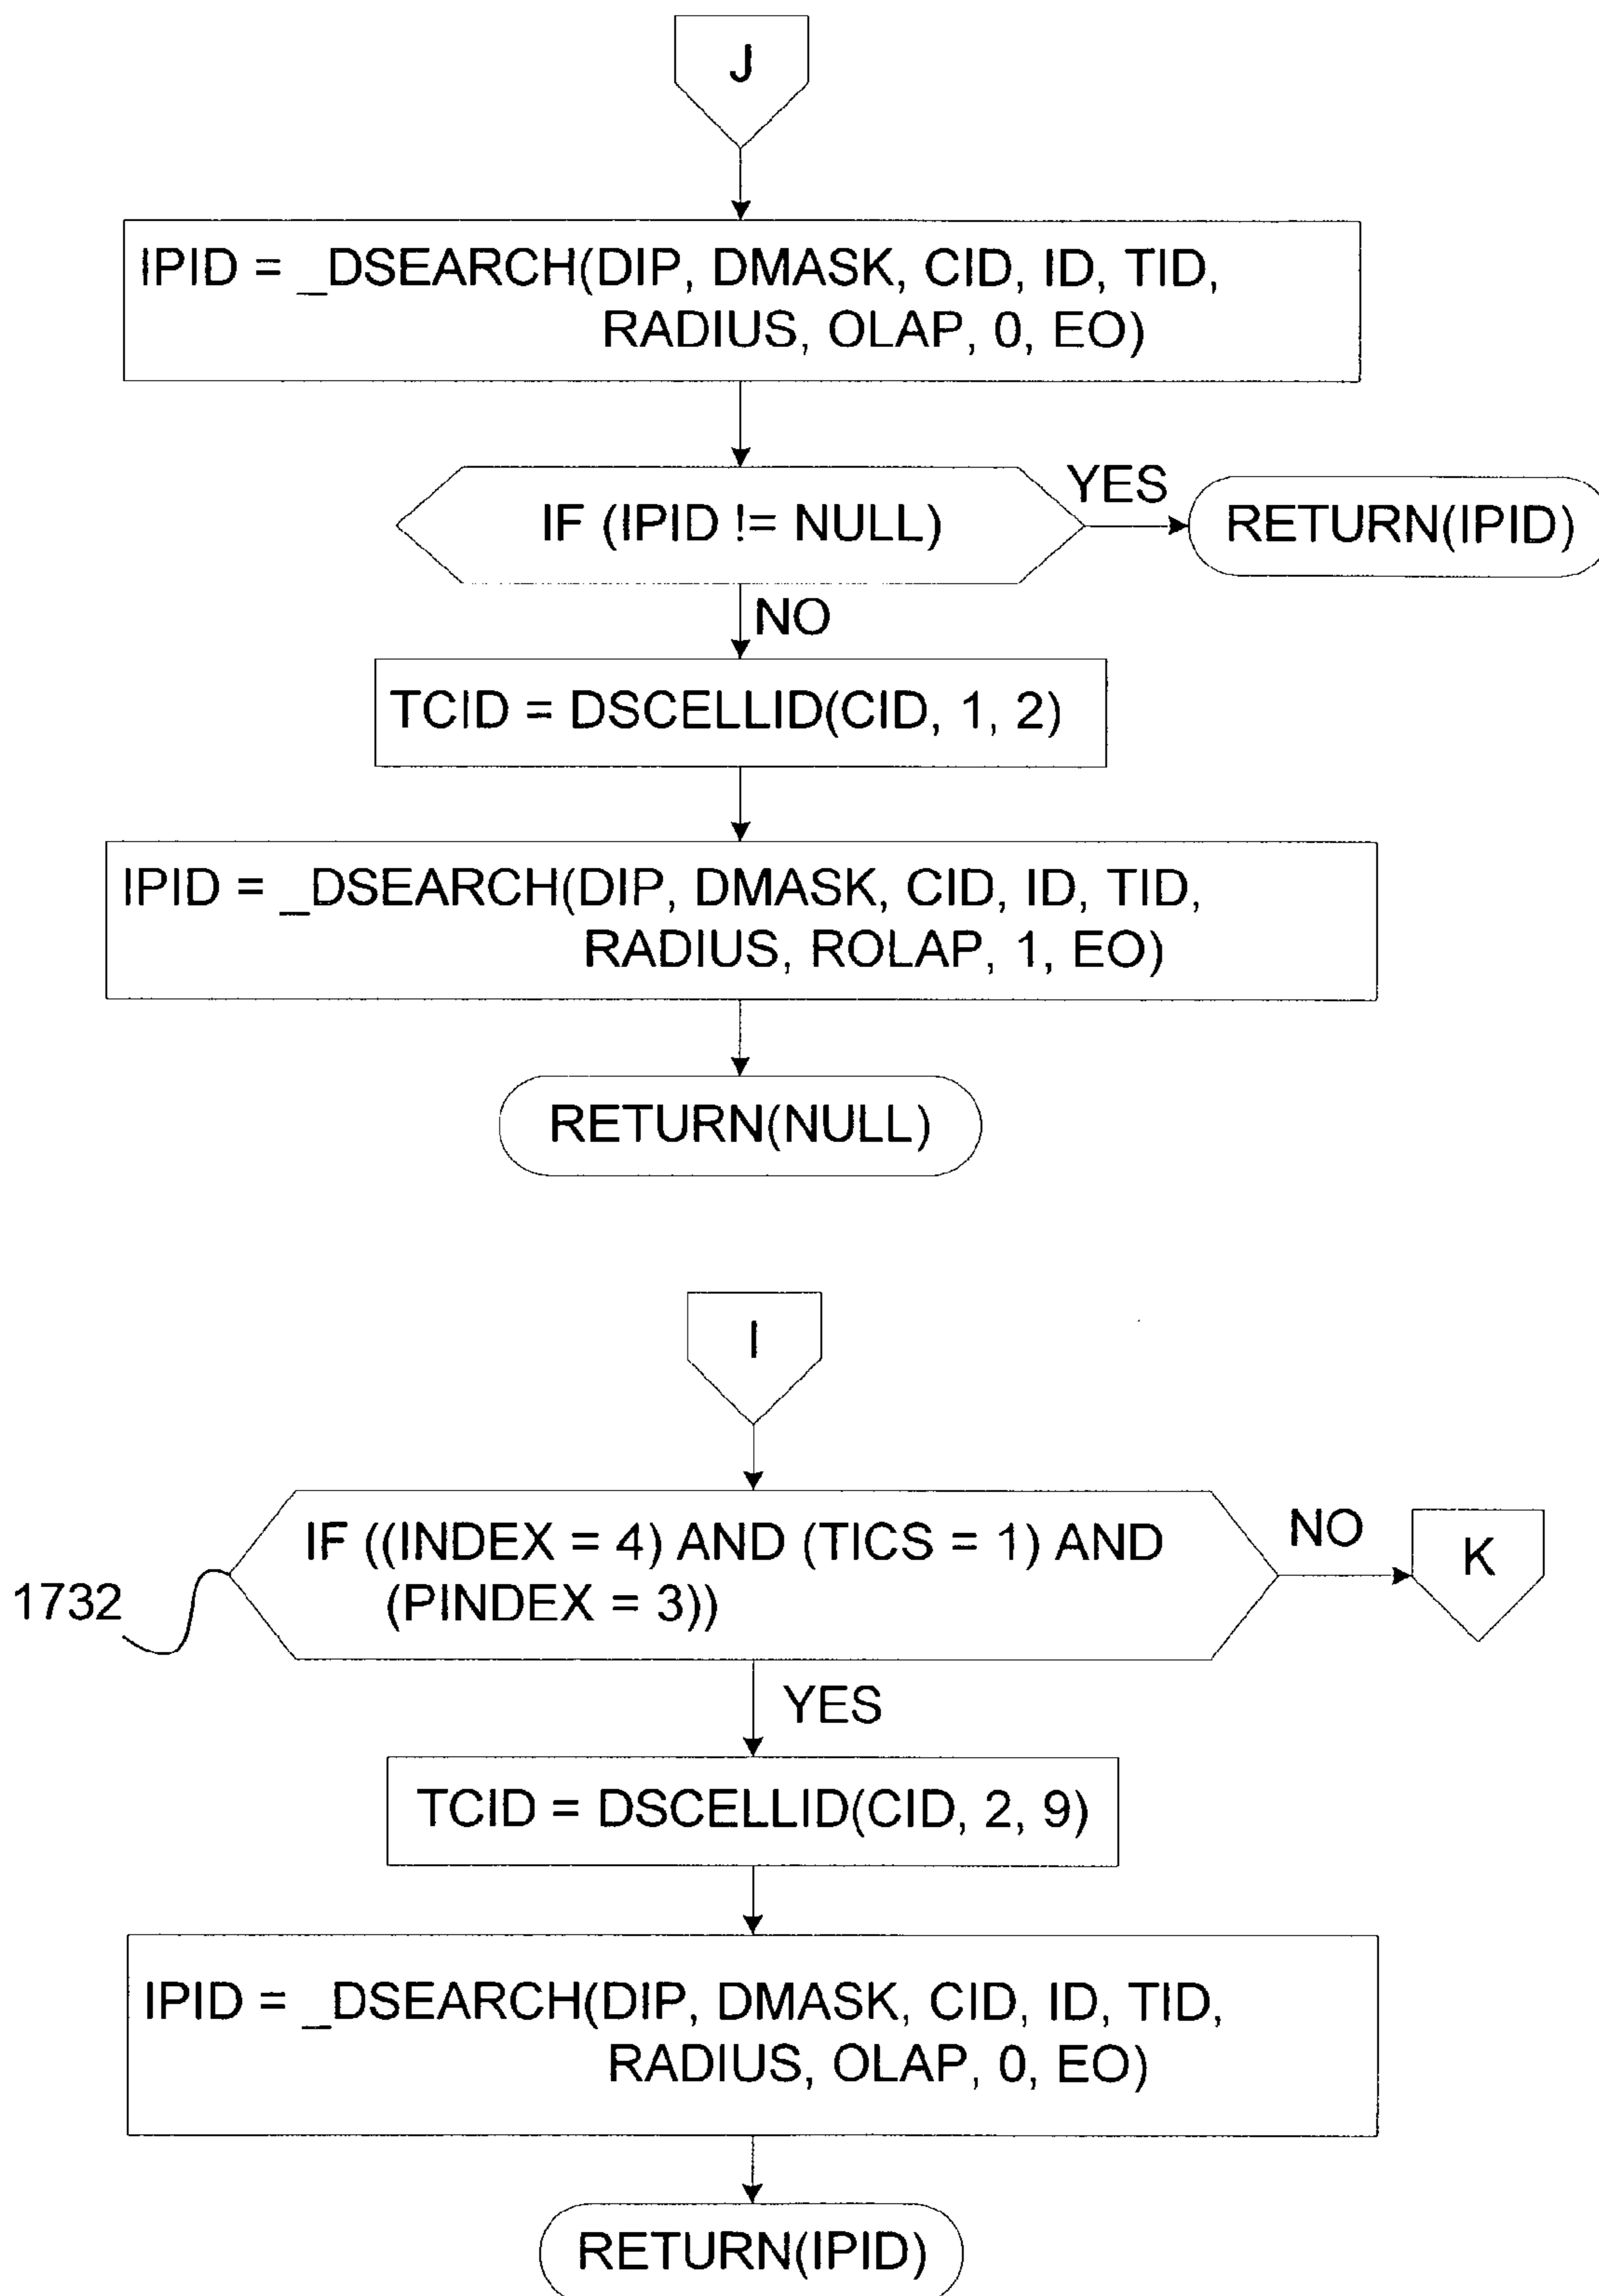 J
IPID = _DSEARCH(DIP, DMASK, CID, ID, TID,
RADIUS, OLAP, 0, EO)
IF (IPID != NULL)
YES
RETURN(IPID)
NO
TCID = DSCELLID(CID, 1, 2)
IPID = _DSEARCH(DIP, DMASK, CID, ID, TID,
RADIUS, ROLAP, 1, EO)
RETURN(NULL)
I
IF ((INDEX = 4) AND (TICS = 1) AND
(PINDEX = 3))
NO
K
1732
YES
TCID = DSCELLID(CID, 2, 9)
IPID = _DSEARCH(DIP, DMASK, CID, ID, TID,
RADIUS, OLAP, 0, EO)
RETURN(IPID)